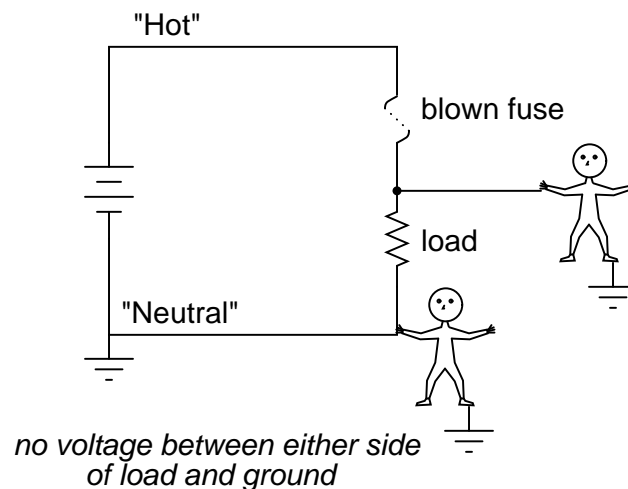 "Hot"
blown fuse
load
"Neutral"
no voltage between either side
of load and ground